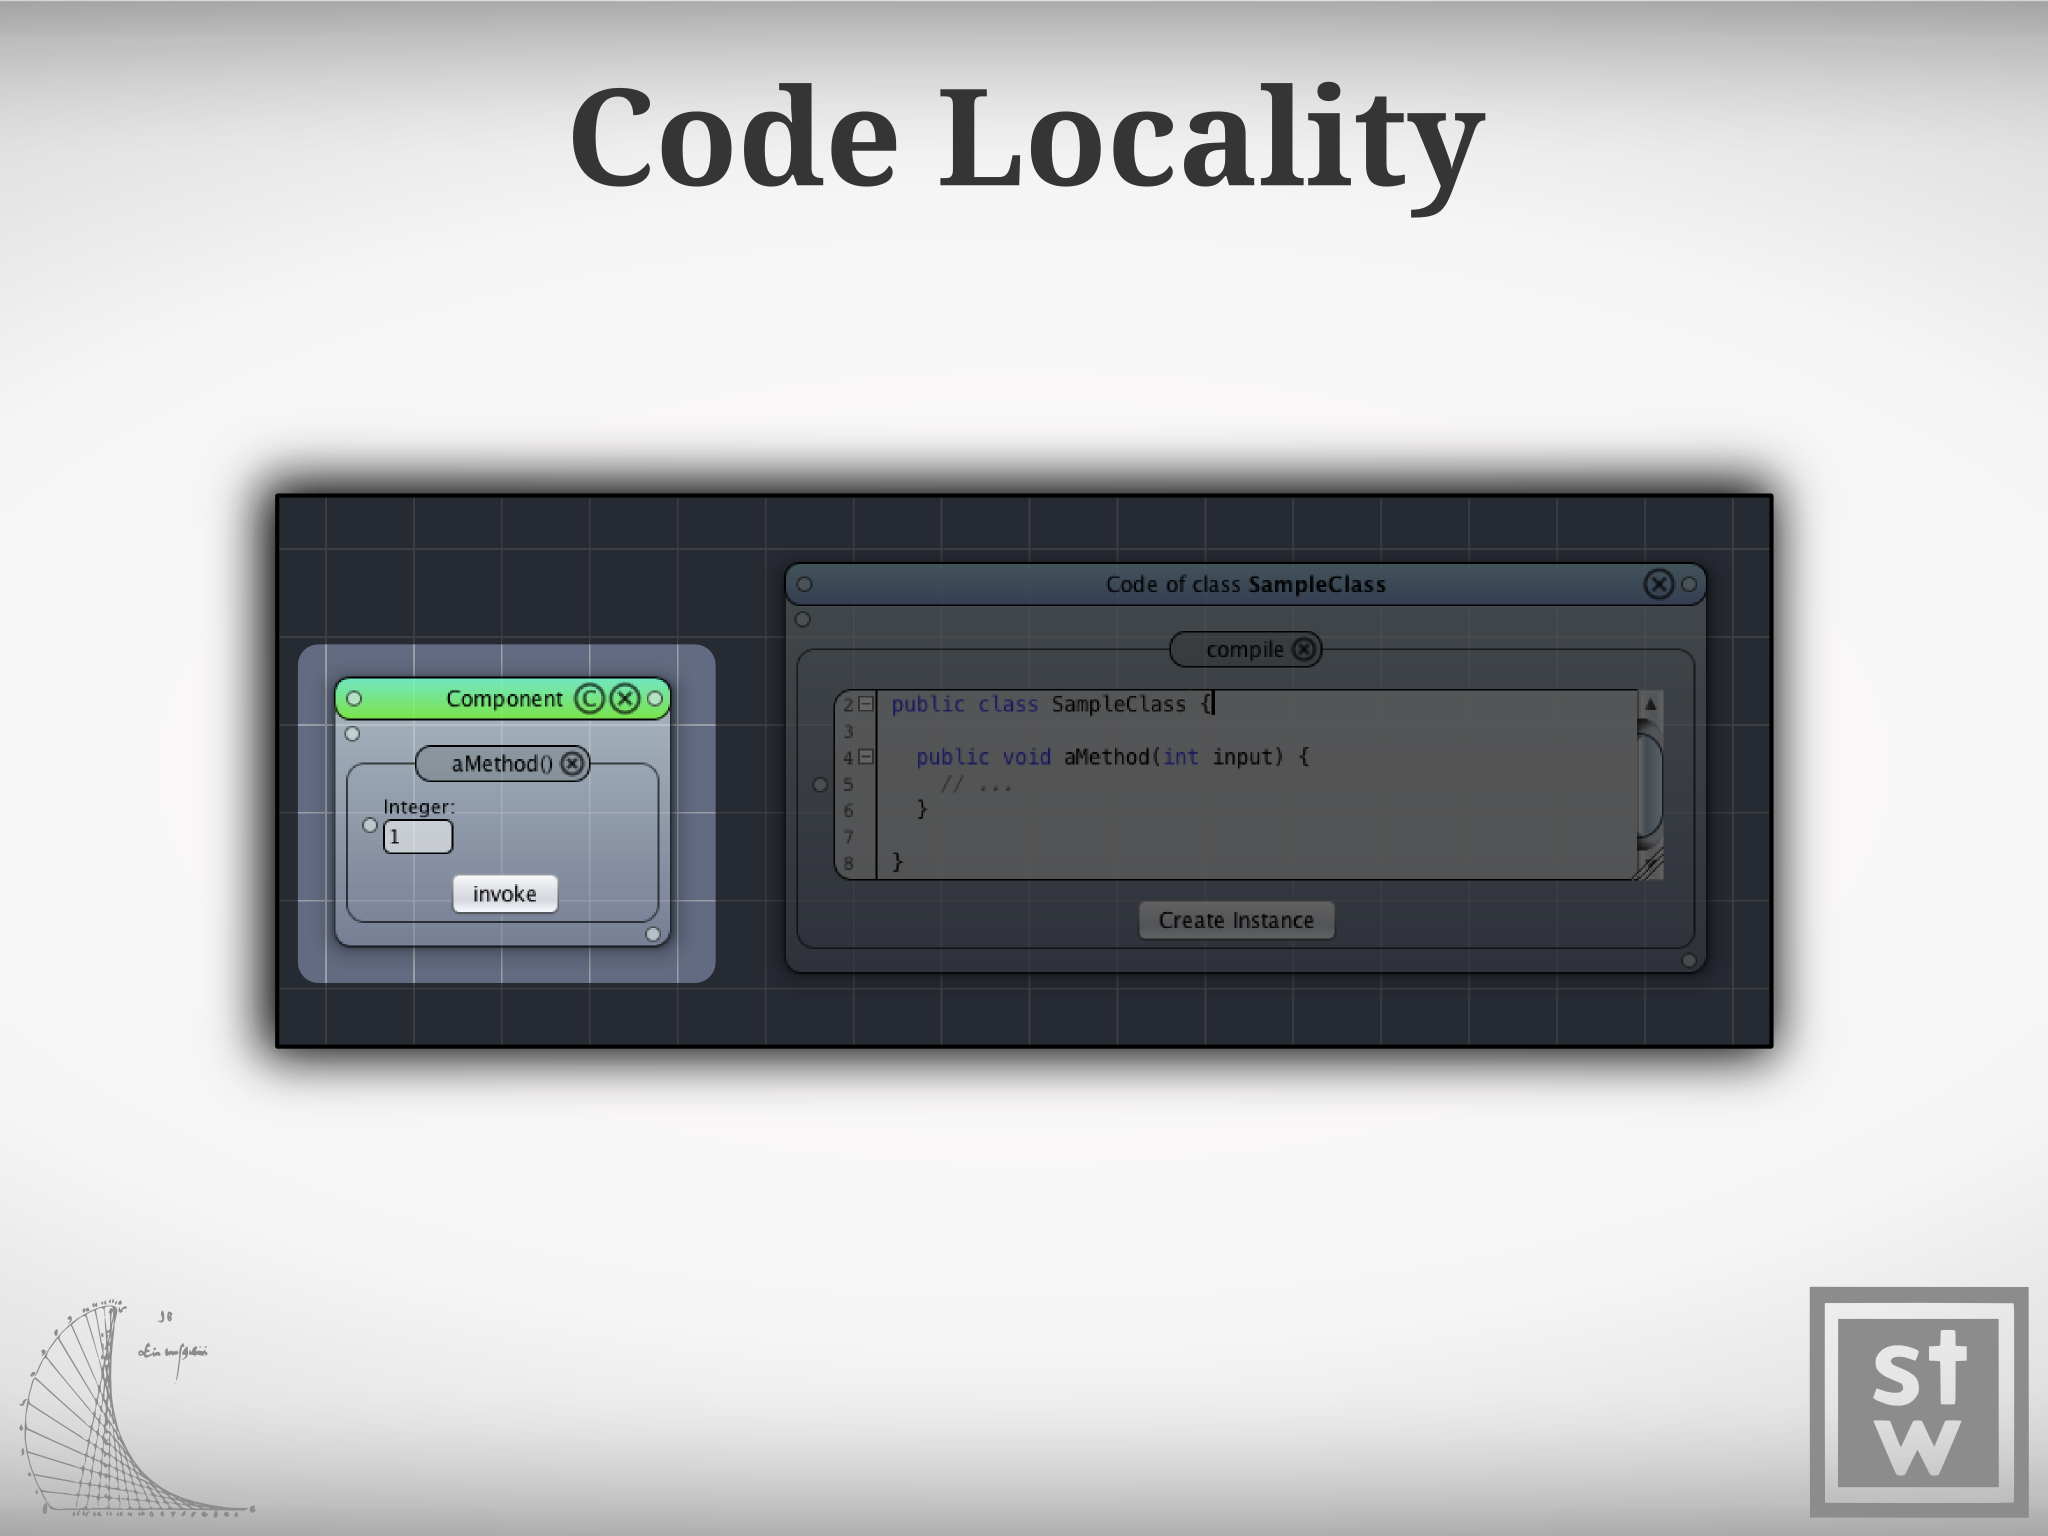 Code Locality
Component C
aMethod()
Integer:
1
invoke
Code of class SampleClass
compile
2 public class SampleClass {
3
4 public void aMethod(int input) {
5 // ...
6 }
7
8 }
Create Instance
st
w